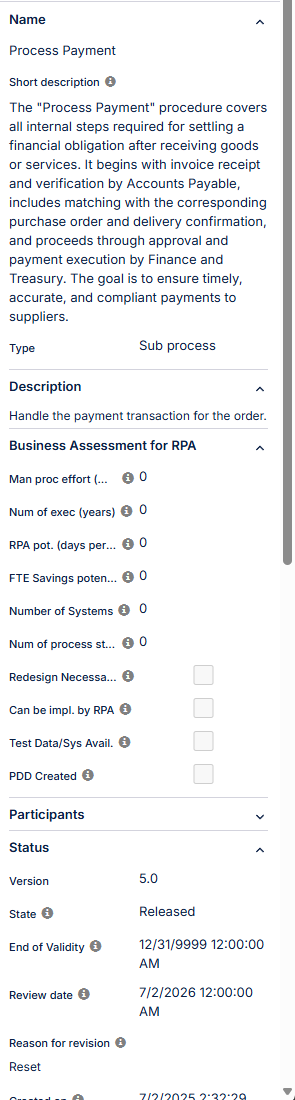 Name
Process Payment
Short description
The "Process Payment" procedure covers
all internal steps required for settling a
financial obligation after receiving goods
or services. It begins with invoice receipt
and verification by Accounts Payable,
includes matching with the corresponding
purchase order and delivery confirmation,
and proceeds through approval and
payment execution by Finance and
Treasury. The goal is to ensure timely,
accurate, and compliant payments to
suppliers.
Type Sub process
Description
Handle the payment transaction for the order.
Business Assessment for RPA
Man proc effort (... 0
Num of exec (years) 0
RPA pot. (days per... 0
FTE Savings poten... 0
Number of Systems 0
Num of process st... 0
Redesign Necessa...
Can be impl. by RPA
Test Data/Sys Avail.
PDD Created
Participants
Status
Version 5.0
State Released
End of Validity 12/31/9999 12:00:00
AM
Review date 7/2/2026 12:00:00
AM
Reason for revision
Reset
Created on 7/2/2025 2:32:29